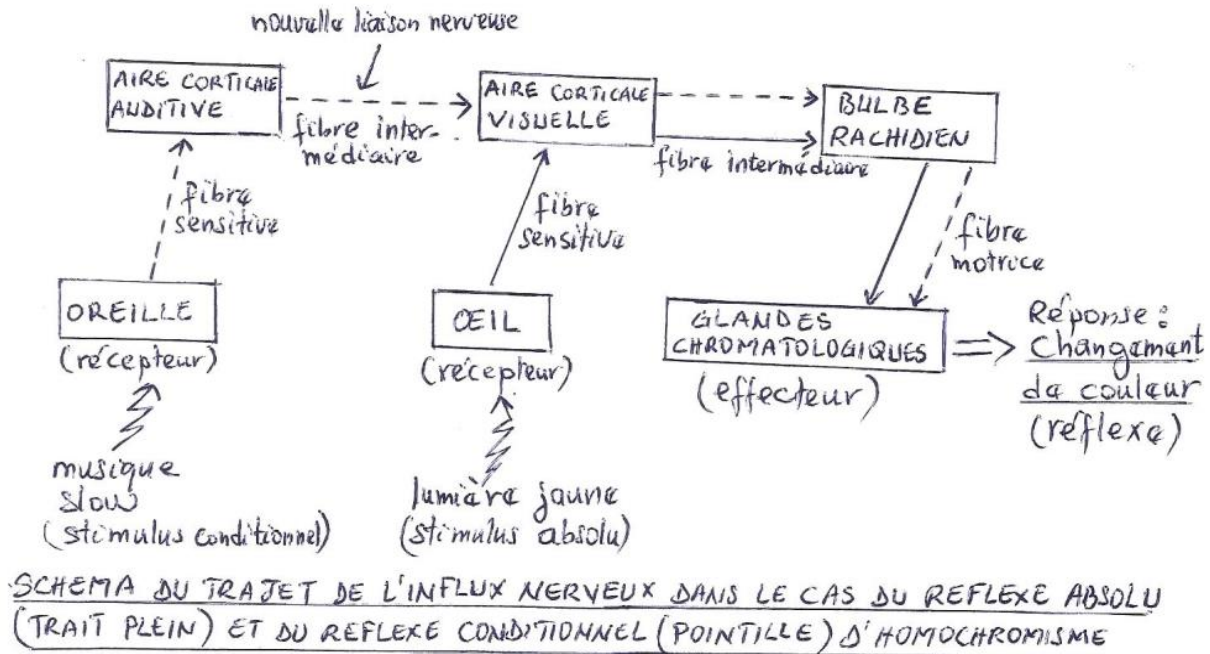 nouvelle liaison nerveuse
AIRE CORTICALE
AUDITIVE
fibre inter-
médiaire
AIRE CORTICALE
VISUELLE
fibre intermédiaire
BULBE
RACHIDIEN
fibre
sensitive
fibre
sensitive
fibre
motrice
OREILLE
(récepteur)
ŒIL
(récepteur)
GLANDES
CHROMATOLOGIQUES
(effecteur)
Réponse :
Changement
de couleur
(réflexe)
musique
slow
(stimulus conditionnel)
lumière jaune
(stimulus absolu)
SCHEMA DU TRAJET DE L'INFLUX NERVEUX DANS LE CAS DU REFLEXE ABSOLU
(TRAIT PLEIN) ET DU REFLEXE CONDITIONNEL (POINTILLE) D'HOMOCHROMISME